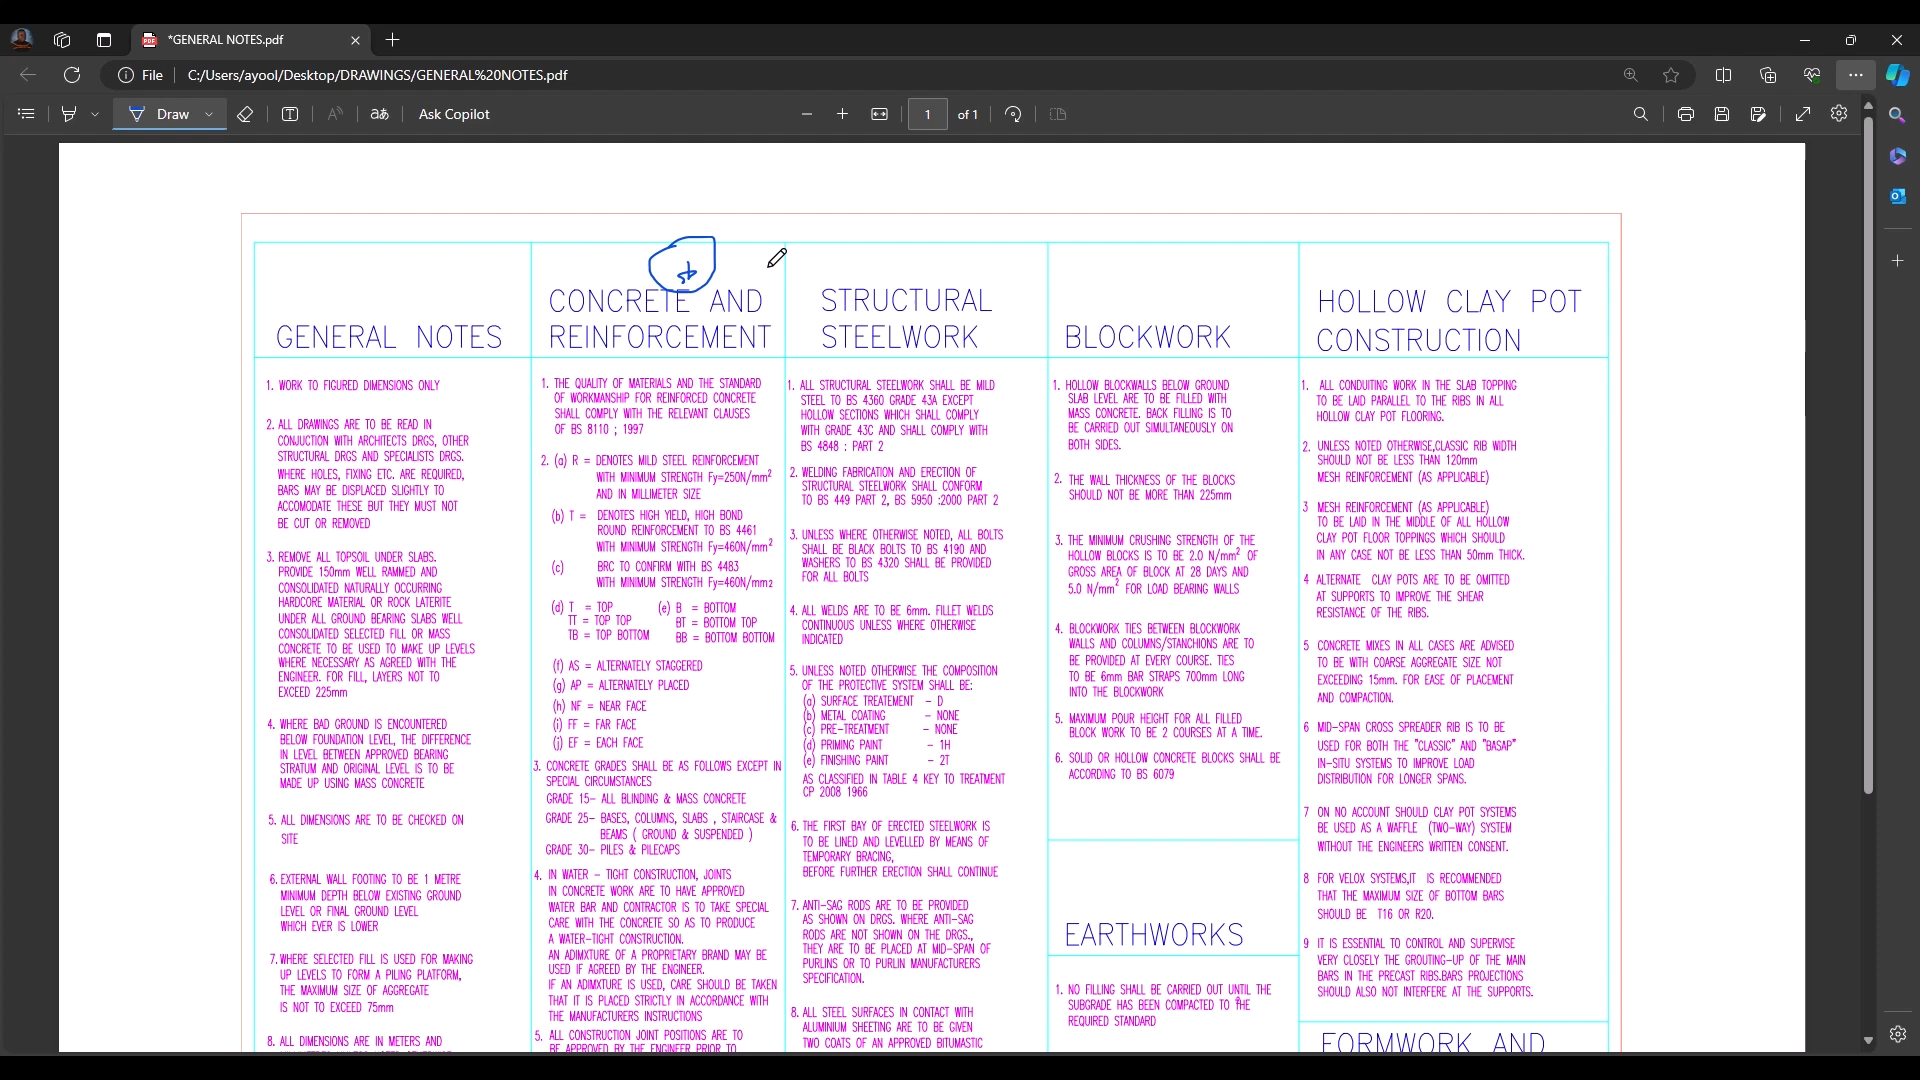 *GENERAL NOTES.pdf
File
C:/Users/ayool/Desktop/DRAWINGS/GENERAL%20NOTES.pdf
Draw
Ask Copilot
1
of 1
GENERAL NOTES
1. WORK TO FIGURED DIMENSIONS ONLY
2. ALL DRAWINGS ARE TO BE READ IN
CONJUCTION WITH ARCHITECTS DRGS, OTHER
STRUCTURAL DRGS AND SPECIALISTS DRGS.
WHERE HOLES, FIXING ETC. ARE REQUIRED,
BARS MAY BE DISPLACED SLIGHTLY TO
ACCOMODATE THESE BUT THEY MUST NOT
BE CUT OR REMOVED
3. REMOVE ALL TOPSOIL UNDER SLABS.
PROVIDE 150mm WELL RAMMED AND
CONSOLIDATED NATURALLY OCCURRING
HARDCORE MATERIAL OR ROCK LATERITE
UNDER ALL GROUND BEARING SLABS WELL
CONSOLIDATED SELECTED FILL OR MASS
CONCRETE TO BE USED TO MAKE UP LEVELS
WHERE NECESSARY AS AGREED WITH THE
ENGINEER. FOR FILL, LAYERS NOT TO
EXCEED 225mm
4. WHERE BAD GROUND IS ENCOUNTERED
BELOW FOUNDATION LEVEL, THE DIFFERENCE
IN LEVEL BETWEEN APPROVED BEARING
STRATUM AND ORIGINAL LEVEL IS TO BE
MADE UP USING MASS CONCRETE
5. ALL DIMENSIONS ARE TO BE CHECKED ON
SITE
6. EXTERNAL WALL FOOTING TO BE 1 METRE
MINIMUM DEPTH BELOW EXISTING GROUND
LEVEL OR FINAL GROUND LEVEL
WHICH EVER IS LOWER
7. WHERE SELECTED FILL IS USED FOR MAKING
UP LEVELS TO FORM A PILING PLATFORM,
THE MAXIMUM SIZE OF AGGREGATE
IS NOT TO EXCEED 75mm
8. ALL DIMENSIONS ARE IN METERS AND
CONCRETE AND
REINFORCEMENT
1. THE QUALITY OF MATERIALS AND THE STANDARD
OF WORKMANSHIP FOR REINFORCED CONCRETE
SHALL COMPLY WITH THE RELEVANT CLAUSES
OF BS 8110 ; 1997
2. (a) R = DENOTES MILD STEEL REINFORCEMENT
WITH MINIMUM STRENGTH Fy=250N/mm²
AND IN MILLIMETER SIZE
(b) T = DENOTES HIGH YIELD, HIGH BOND
ROUND REINFORCEMENT TO BS 4461
WITH MINIMUM STRENGTH Fy=460N/mm²
(c) BRC TO CONFIRM WITH BS 4483
WITH MINIMUM STRENGTH Fy=460N/mm2
(d) T = TOP (e) B = BOTTOM
TT = TOP TOP BT = BOTTOM TOP
TB = TOP BOTTOM BB = BOTTOM BOTTOM
(f) AS = ALTERNATELY STAGGERED
(g) AP = ALTERNATELY PLACED
(h) NF = NEAR FACE
(i) FF = FAR FACE
(j) EF = EACH FACE
3. CONCRETE GRADES SHALL BE AS FOLLOWS EXCEPT IN
SPECIAL CIRCUMSTANCES
GRADE 15- ALL BLINDING & MASS CONCRETE
GRADE 25- BASES, COLUMNS, SLABS , STAIRCASE &
BEAMS ( GROUND & SUSPENDED )
GRADE 30- PILES & PILECAPS
4. IN WATER - TIGHT CONSTRUCTION, JOINTS
IN CONCRETE WORK ARE TO HAVE APPROVED
WATER BAR AND CONTRACTOR IS TO TAKE SPECIAL
CARE WITH THE CONCRETE SO AS TO PRODUCE
A WATER-TIGHT CONSTRUCTION.
AN ADIMXTURE OF A PROPRIETARY BRAND MAY BE
USED IF AGREED BY THE ENGINEER.
IF AN ADIMXTURE IS USED, CARE SHOULD BE TAKEN
THAT IT IS PLACED STRICTLY IN ACCORDANCE WITH
THE MANUFACTURERS INSTRUCTIONS
5. ALL CONSTRUCTION JOINT POSITIONS ARE TO
BE APPROVED BY THE ENGINEER PRIOR TO
STRUCTURAL
STEELWORK
1. ALL STRUCTURAL STEELWORK SHALL BE MILD
STEEL TO BS 4360 GRADE 43A EXCEPT
HOLLOW SECTIONS WHICH SHALL COMPLY
WITH GRADE 43C AND SHALL COMPLY WITH
BS 4848 : PART 2
2. WELDING FABRICATION AND ERECTION OF
STRUCTURAL STEELWORK SHALL CONFORM
TO BS 449 PART 2, BS 5950 :2000 PART 2
3. UNLESS WHERE OTHERWISE NOTED, ALL BOLTS
SHALL BE BLACK BOLTS TO BS 4190 AND
WASHERS TO BS 4320 SHALL BE PROVIDED
FOR ALL BOLTS
4. ALL WELDS ARE TO BE 6mm. FILLET WELDS
CONTINUOUS UNLESS WHERE OTHERWISE
INDICATED
5. UNLESS NOTED OTHERWISE THE COMPOSITION
OF THE PROTECTIVE SYSTEM SHALL BE:
(a) SURFACE TREATEMENT - D
(b) METAL COATING - NONE
(c) PRE-TREATMENT - NONE
(d) PRIMING PAINT - 1H
(e) FINISHING PAINT - 2T
AS CLASSIFIED IN TABLE 4 KEY TO TREATMENT
CP 2008 1966
6. THE FIRST BAY OF ERECTED STEELWORK IS
TO BE LINED AND LEVELLED BY MEANS OF
TEMPORARY BRACING,
BEFORE FURTHER ERECTION SHALL CONTINUE
7. ANTI-SAG RODS ARE TO BE PROVIDED
AS SHOWN ON DRGS. WHERE ANTI-SAG
RODS ARE NOT SHOWN ON THE DRGS.,
THEY ARE TO BE PLACED AT MID-SPAN OF
PURLINS OR TO PURLIN MANUFACTURERS
SPECIFICATION.
8. ALL STEEL SURFACES IN CONTACT WITH
ALUMINIUM SHEETING ARE TO BE GIVEN
TWO COATS OF AN APPROVED BITUMASTIC
BLOCKWORK
1. HOLLOW BLOCKWALLS BELOW GROUND
SLAB LEVEL ARE TO BE FILLED WITH
MASS CONCRETE. BACK FILLING IS TO
BE CARRIED OUT SIMULTANEOUSLY ON
BOTH SIDES.
2. THE WALL THICKNESS OF THE BLOCKS
SHOULD NOT BE MORE THAN 225mm
3. THE MINIMUM CRUSHING STRENGTH OF THE
HOLLOW BLOCKS IS TO BE 2.0 N/mm² OF
GROSS AREA OF BLOCK AT 28 DAYS AND
5.0 N/mm² FOR LOAD BEARING WALLS
4. BLOCKWORK TIES BETWEEN BLOCKWORK
WALLS AND COLUMNS/STANCHIONS ARE TO
BE PROVIDED AT EVERY COURSE. TIES
TO BE 6mm BAR STRAPS 700mm LONG
INTO THE BLOCKWORK
5. MAXIMUM POUR HEIGHT FOR ALL FILLED
BLOCK WORK TO BE 2 COURSES AT A TIME.
6. SOLID OR HOLLOW CONCRETE BLOCKS SHALL BE
ACCORDING TO BS 6079
EARTHWORKS
1. NO FILLING SHALL BE CARRIED OUT UNTIL THE
SUBGRADE HAS BEEN COMPACTED TO THE
REQUIRED STANDARD
HOLLOW CLAY POT
CONSTRUCTION
1. ALL CONDUITING WORK IN THE SLAB TOPPING
TO BE LAID PARALLEL TO THE RIBS IN ALL
HOLLOW CLAY POT FLOORING.
2. UNLESS NOTED OTHERWISE,CLASSIC RIB WIDTH
SHOULD NOT BE LESS THAN 120mm
MESH REINFORCEMENT (AS APPLICABLE)
3 MESH REINFORCEMENT (AS APPLICABLE)
TO BE LAID IN THE MIDDLE OF ALL HOLLOW
CLAY POT FLOOR TOPPINGS WHICH SHOULD
IN ANY CASE NOT BE LESS THAN 50mm THICK.
4 ALTERNATE CLAY POTS ARE TO BE OMITTED
AT SUPPORTS TO IMPROVE THE SHEAR
RESISTANCE OF THE RIBS.
5 CONCRETE MIXES IN ALL CASES ARE ADVISED
TO BE WITH COARSE AGGREGATE SIZE NOT
EXCEEDING 15mm. FOR EASE OF PLACEMENT
AND COMPACTION.
6 MID-SPAN CROSS SPREADER RIB IS TO BE
USED FOR BOTH THE "CLASSIC" AND "BASAP"
IN-SITU SYSTEMS TO IMPROVE LOAD
DISTRIBUTION FOR LONGER SPANS.
7 ON NO ACCOUNT SHOULD CLAY POT SYSTEMS
BE USED AS A WAFFLE (TWO-WAY) SYSTEM
WITHOUT THE ENGINEERS WRITTEN CONSENT.
8 FOR VELOX SYSTEMS,IT IS RECOMMENDED
THAT THE MAXIMUM SIZE OF BOTTOM BARS
SHOULD BE T16 OR R20.
9 IT IS ESSENTIAL TO CONTROL AND SUPERVISE
VERY CLOSELY THE GROUTING-UP OF THE MAIN
BARS IN THE PRECAST RIBS.BARS PROJECTIONS
SHOULD ALSO NOT INTERFERE AT THE SUPPORTS.
FORMWORK AND